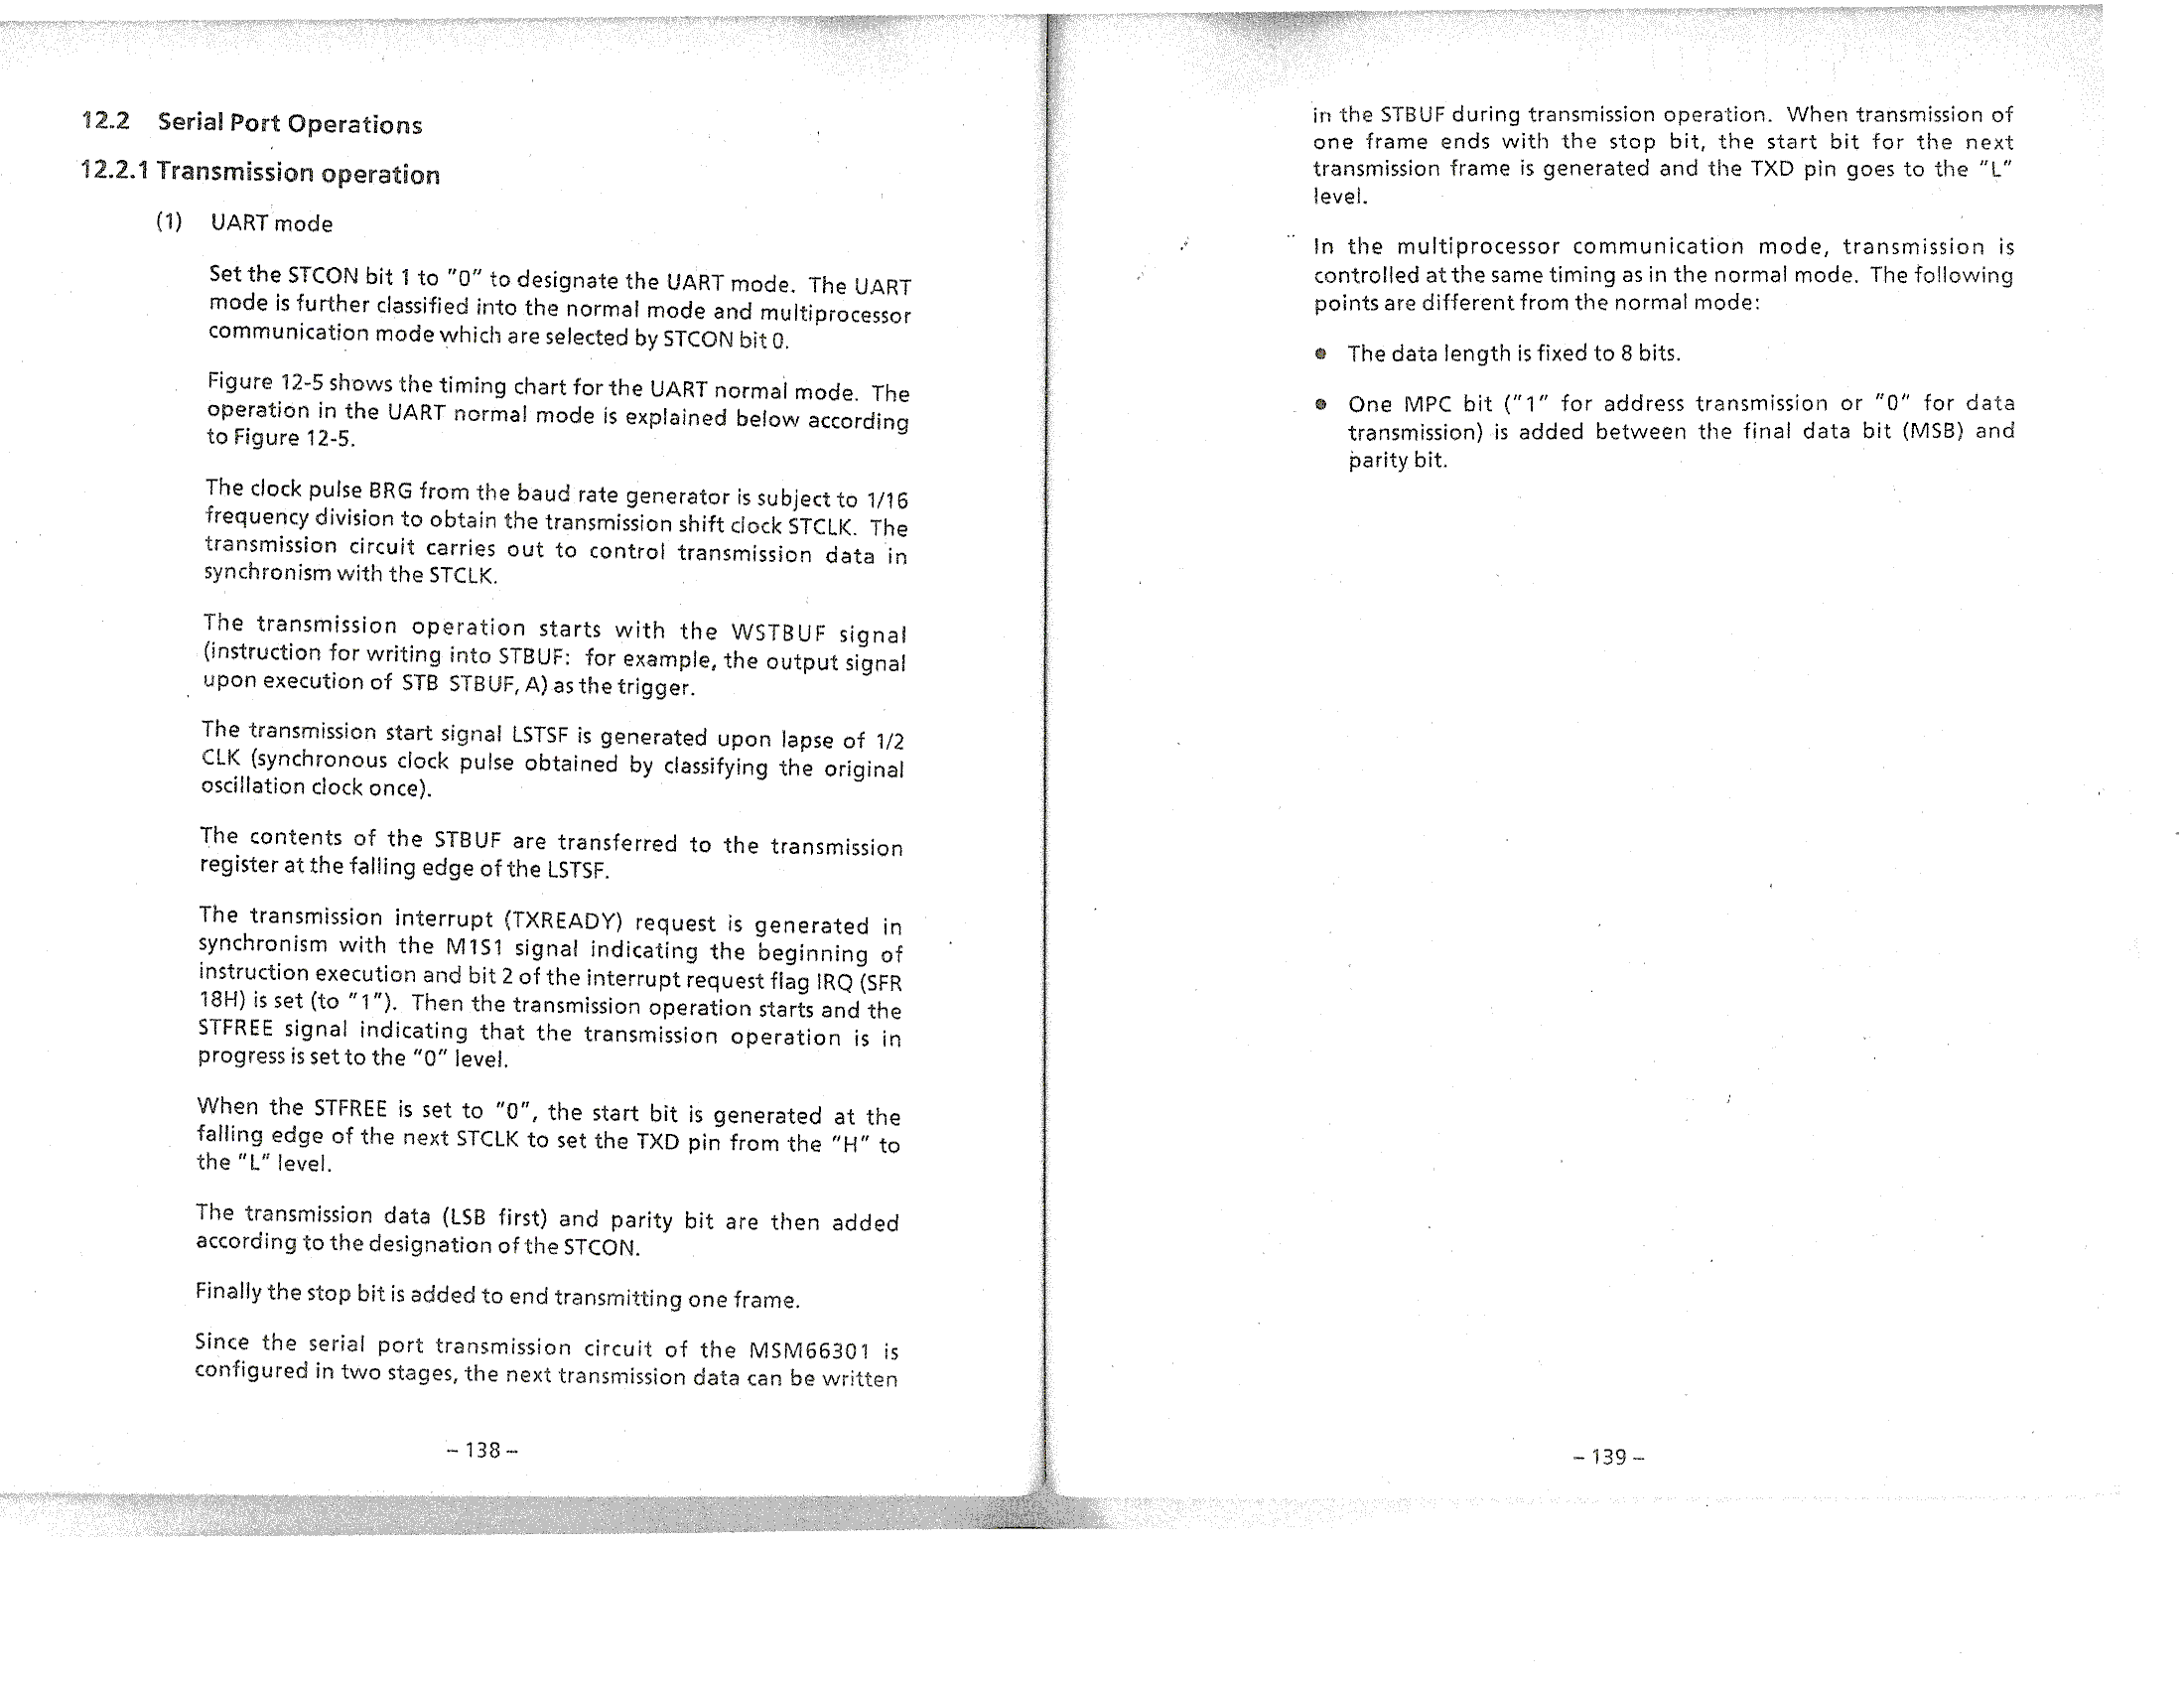 12.2 Serial Port Operations
12.2.1 Transmission operation
(1) UART mode
Set the STCON bit 1 to "0" to designate the UART mode. The UART
mode is further classified into the normal mode and multiprocessor
communication mode which are selected by STCON bit 0.
Figure 12-5 shows the timing chart for the UART normal mode. The
operation in the UART normal mode is explained below according
to Figure 12-5.
The clock pulse BRG from the baud rate generator is subject to 1/16
frequency division to obtain the transmission shift clock STCLK. The
transmission circuit carries out to control transmission data in
synchronism with the STCLK.
The transmission operation starts with the WSTBUF signal
(instruction for writing into STBUF: for example, the output signal
upon execution of STB STBUF, A) as the trigger.
The transmission start signal LSTSF is generated upon lapse of 1/2
CLK (synchronous clock pulse obtained by classifying the original
oscillation clock once).
The contents of the STBUF are transferred to the transmission
register at the falling edge of the LSTSF.
The transmission interrupt (TXREADY) request is generated in
synchronism with the M1S1 signal indicating the beginning of
instruction execution and bit 2 of the interrupt request flag IRQ (SFR
18H) is set (to "1"). Then the transmission operation starts and the
STFREE signal indicating that the transmission operation is in
progress is set to the "0" level.
When the STFREE is set to "0", the start bit is generated at the
falling edge of the next STCLK to set the TXD pin from the "H" to
the "L" level.
The transmission data (LSB first) and parity bit are then added
according to the designation of the STCON.
Finally the stop bit is added to end transmitting one frame.
Since the serial port transmission circuit of the MSM66301 is
configured in two stages, the next transmission data can be written
– 138 –
in the STBUF during transmission operation. When transmission of
one frame ends with the stop bit, the start bit for the next
transmission frame is generated and the TXD pin goes to the "L"
level.
In the multiprocessor communication mode, transmission is
controlled at the same timing as in the normal mode. The following
points are different from the normal mode:
● The data length is fixed to 8 bits.
● One MPC bit ("1" for address transmission or "0" for data
transmission) is added between the final data bit (MSB) and
parity bit.
– 139 –